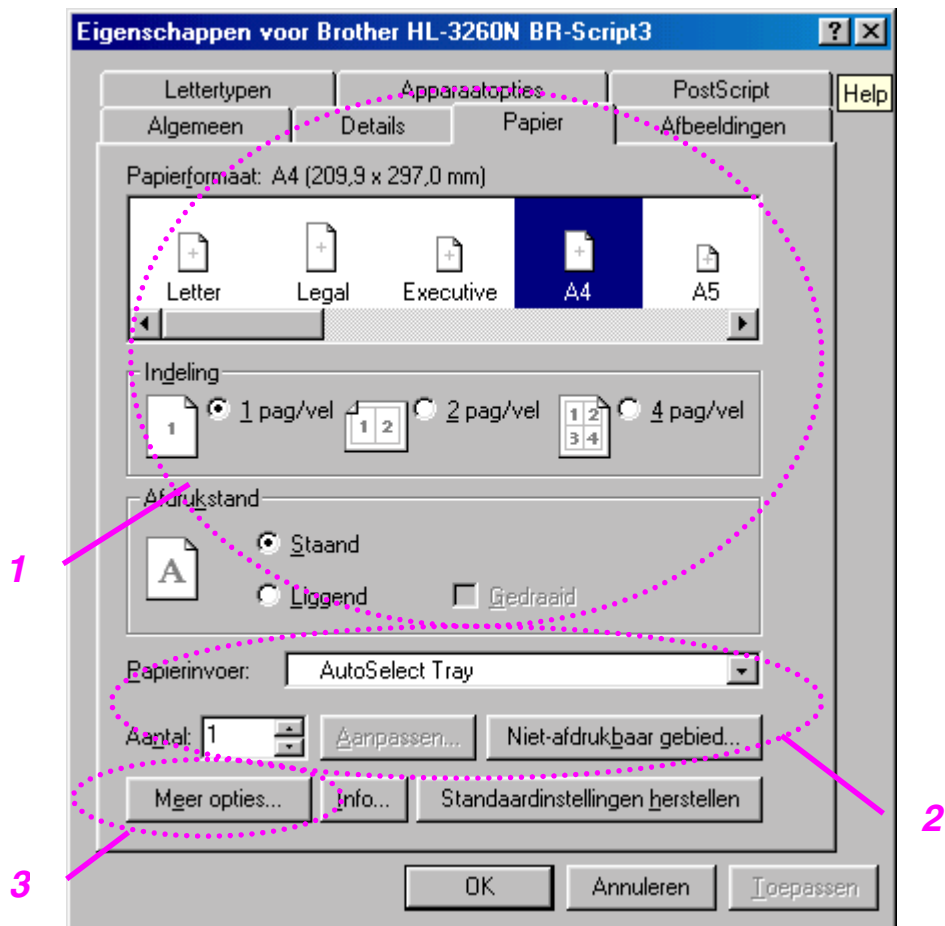 Eigenschappen voor Brother HL-3260N BR-Script3
Lettertypen Apparaatopties PostScript
Help
Algemeen Details Papier Afbeeldingen
Papierformaat: A4 (209,9 x 297,0 mm)
Letter Legal Executive A4 A5
Indeling
1 1 pag/vel 1 2 2 pag/vel 1 2 4 pag/vel
3 4
Afdrukstand
A Staand
1
Liggend Gedraaid
Papierinvoer: AutoSelect Tray
Aantal: 1 Aanpassen... Niet-afdrukbaar gebied...
Meer opties... Info... Standaardinstellingen herstellen
2
3
OK Annuleren Toepassen